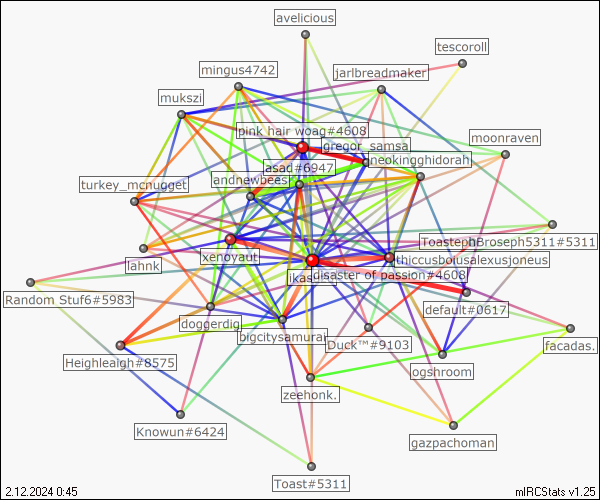 avelicious
tescoroll
mingus4742
jarlbreadmaker
mukszi
pink hair woag#4608
gregor_samsa
moonraven
asad#6947
neokingghidorah
turkey_mcnugget
andnewbees
ToastephBroseph5311#5311
xenoyaut
lahnk
thiccusbousalexusjoneus
disaster of passion#4608
Random Stuf6#5983
default#0617
doggerdig
bigcitysamurai
Duck™#9103
facadas.
Heighleaigh#8575
ogshroom
zeehonk.
Knowun#6424
gazpachoman
Toast#5311
2.12.2024 0:45
mIRCStats v1.25